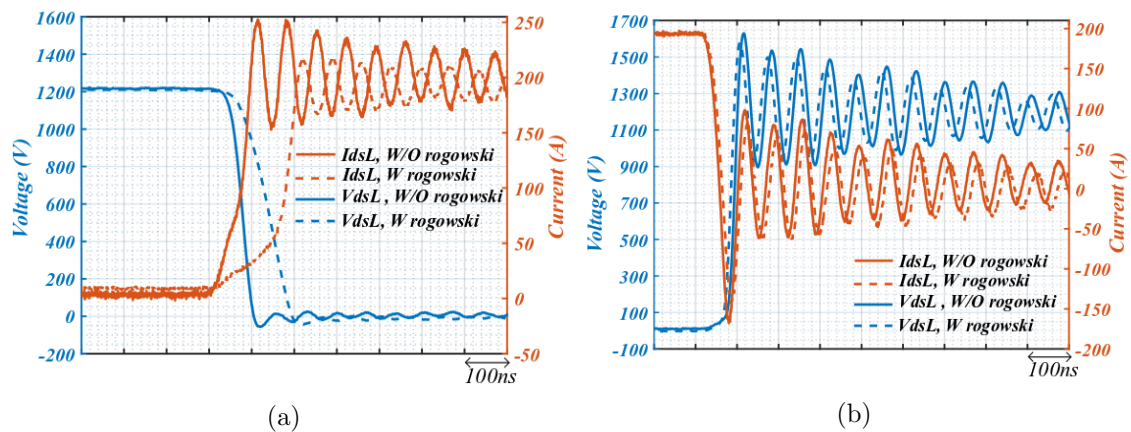 1600
1400
1200
1000
800
600
400
200
0
-200
Voltage (V)
250
200
150
100
50
0
-50
Current (A)
IdsL, W/O rogowski
IdsL, W rogowski
VdsL , W/O rogowski
VdsL, W rogowski
100ns
(a)
1700
1500
1300
1100
900
700
500
300
100
-100
Voltage (V)
200
150
100
50
0
-50
-100
-150
-200
Current (A)
IdsL, W/O rogowski
IdsL, W rogowski
VdsL , W/O rogowski
VdsL, W rogowski
100ns
(b)